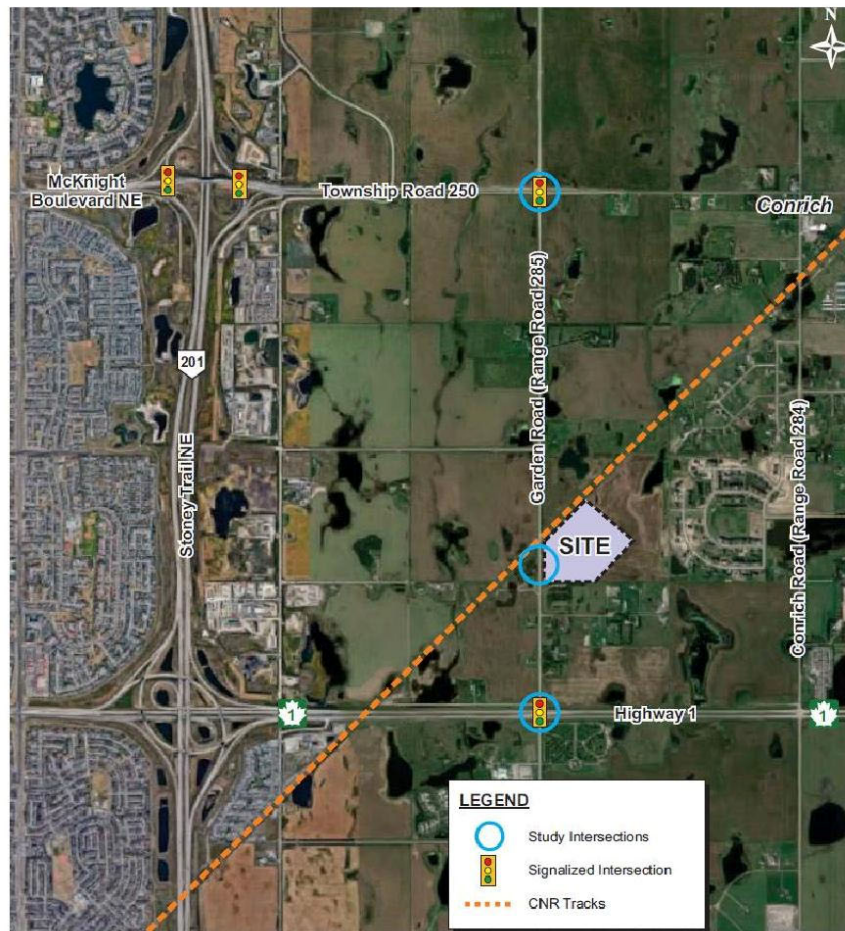 N
McKnight
Boulevard NE
Township Road 250
Conrich
Garden Road (Range Road 285)
201
Stoney Trail NE
Conrich Road (Range Road 284)
SITE
1
Highway 1
1
LEGEND
Study Intersections
Signalized Intersection
CNR Tracks